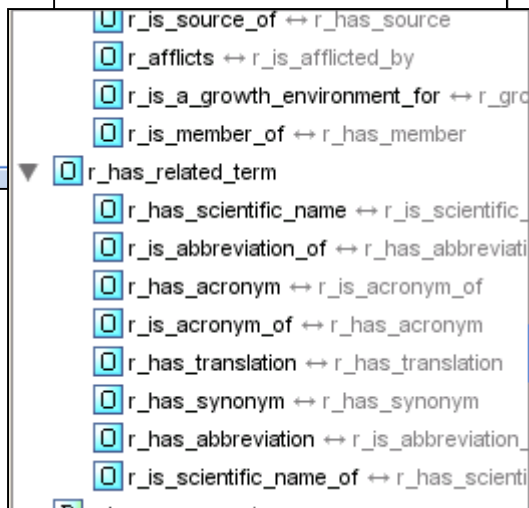 O r_is_source_of ↔ r_has_source
O r_afflicts ↔ r_is_afflicted_by
O r_is_a_growth_environment_for ↔ r_gro
O r_is_member_of ↔ r_has_member
▼ O r_has_related_term
O r_has_scientific_name ↔ r_is_scientific_
O r_is_abbreviation_of ↔ r_has_abbreviati
O r_has_acronym ↔ r_is_acronym_of
O r_is_acronym_of ↔ r_has_acronym
O r_has_translation ↔ r_has_translation
O r_has_synonym ↔ r_has_synonym
O r_has_abbreviation ↔ r_is_abbreviation_
O r_is_scientific_name_of ↔ r_has_scienti